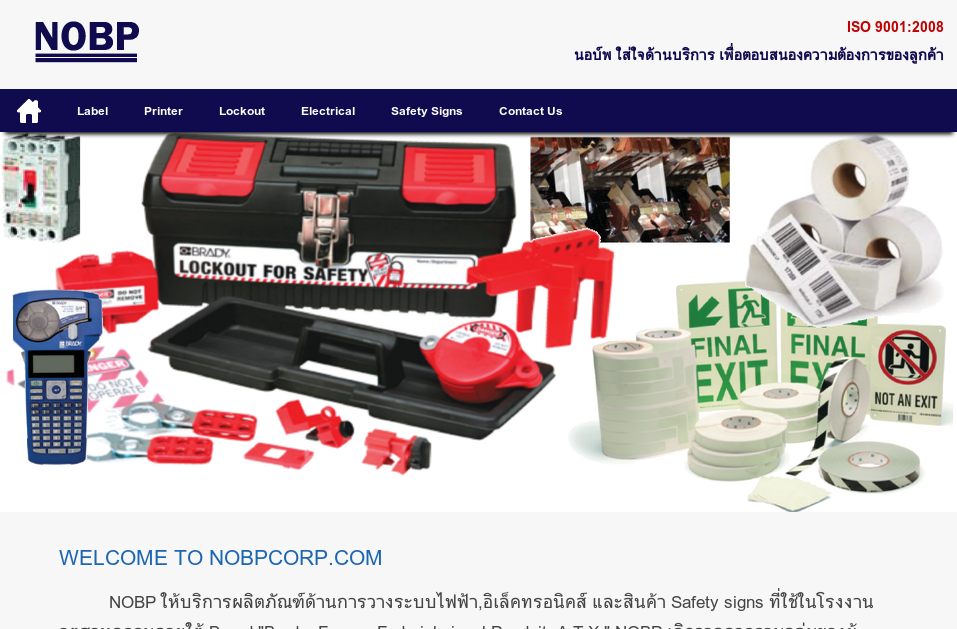 NOBP
ISO 9001:2008
นอบ์พ ใส่ใจด้านบริการ เพื่อตอบสนองความต้องการของลูกค้า
Label Printer Lockout Electrical Safety Signs Contact Us
BRADY
LOCKOUT FOR SAFETY
DO NOT
REMOVE
BRADY
DANGER
DO NOT
OPERATE
FINAL
EXIT
FINAL
NOT AN EXIT
WELCOME TO NOBPCORP.COM
NOBP ให้บริการผลิตภัณฑ์ด้านการวางระบบไฟฟ้า,อิเล็คทรอนิคส์ และสินค้า Safety signs ที่ใช้ในโรงงาน